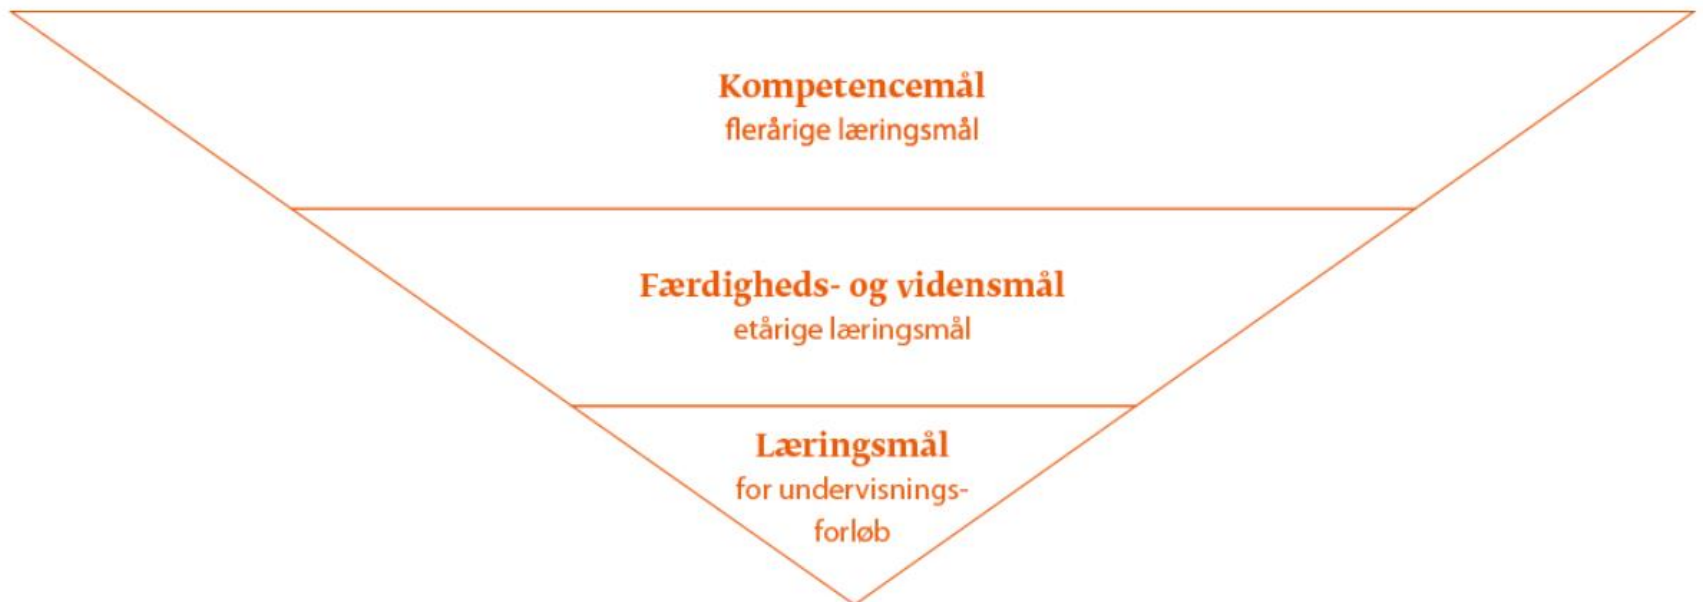 Kompetencemål
flerårige læringsmål
Færdigheds- og vidensmål
etårige læringsmål
Læringsmål
for undervisnings-
forløb